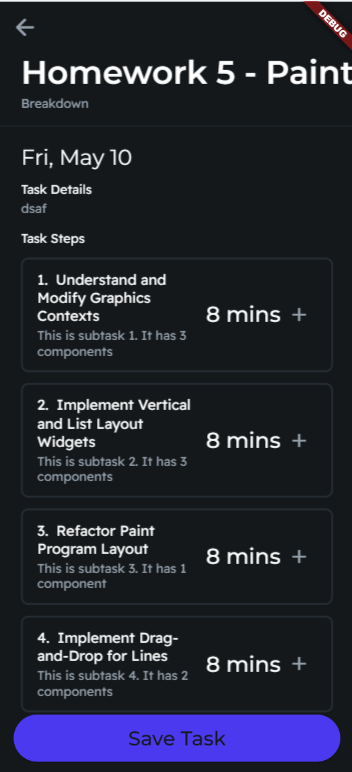 DEBUG
Homework 5 - Paint
Breakdown
Fri, May 10
Task Details
dsaf
Task Steps
1. Understand and
Modify Graphics
Contexts
This is subtask 1. It has 3
components
8 mins +
2. Implement Vertical
and List Layout
Widgets
This is subtask 2. It has 3
components
8 mins +
3. Refactor Paint
Program Layout
This is subtask 3. It has 1
component
8 mins +
4. Implement Drag-
and-Drop for Lines
This is subtask 4. It has 2
components
8 mins +
Save Task